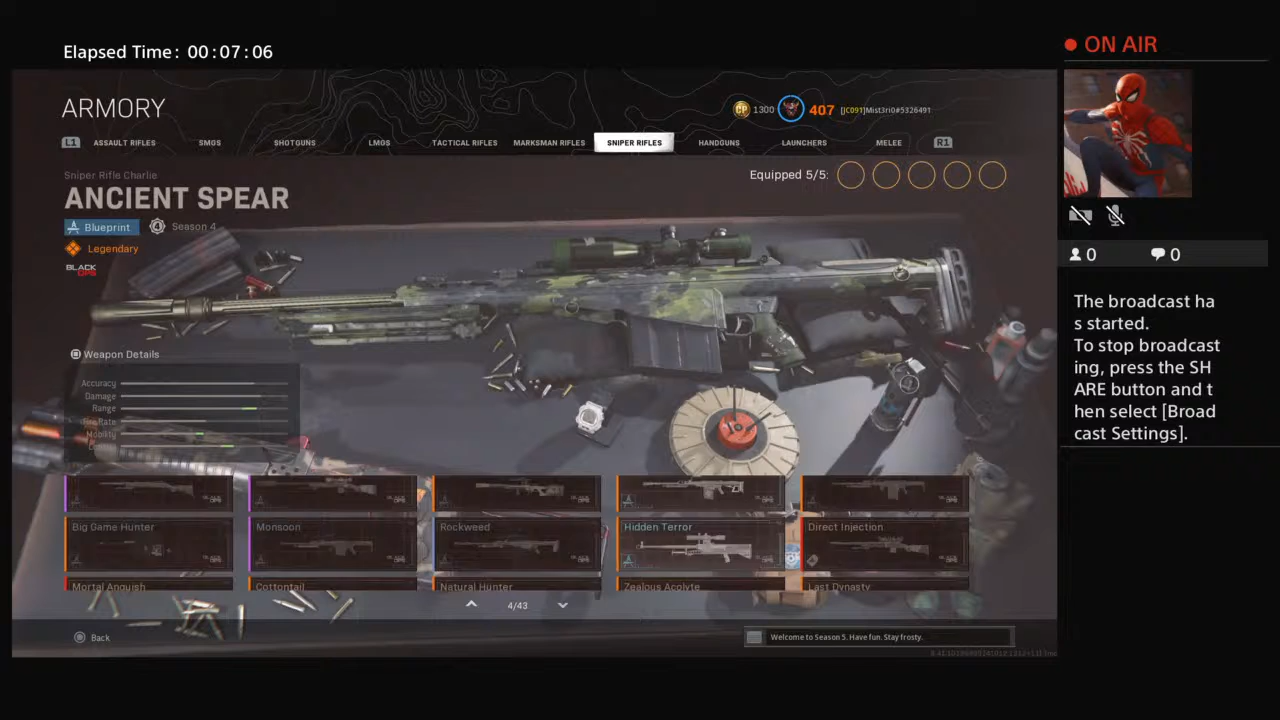 Elapsed Time: 00:07:06
ON AIR
ARMORY
CP 1300 407 [JC091]Mist3ri0#5326491
L1 ASSAULT RIFLES SMGS SHOTGUNS LMGS TACTICAL RIFLES MARKSMAN RIFLES SNIPER RIFLES HANDGUNS LAUNCHERS MELEE R1
Sniper Rifle Charlie
Equipped 5/5:
ANCIENT SPEAR
Blueprint Season 4
Legendary
BLACK OPS
0 0
The broadcast ha
s started.
To stop broadcast
ing, press the SH
ARE button and t
hen select [Broad
cast Settings].
Weapon Details
Accuracy
Damage
Range
Fire Rate
Mobility
Big Game Hunter Monsoon Rockweed Hidden Terror Direct Injection
Mortal Anguish Cottontail Natural Hunter Zealous Acolyte Last Dynasty
4/43
Back
Welcome to Season 5. Have fun. Stay frosty.